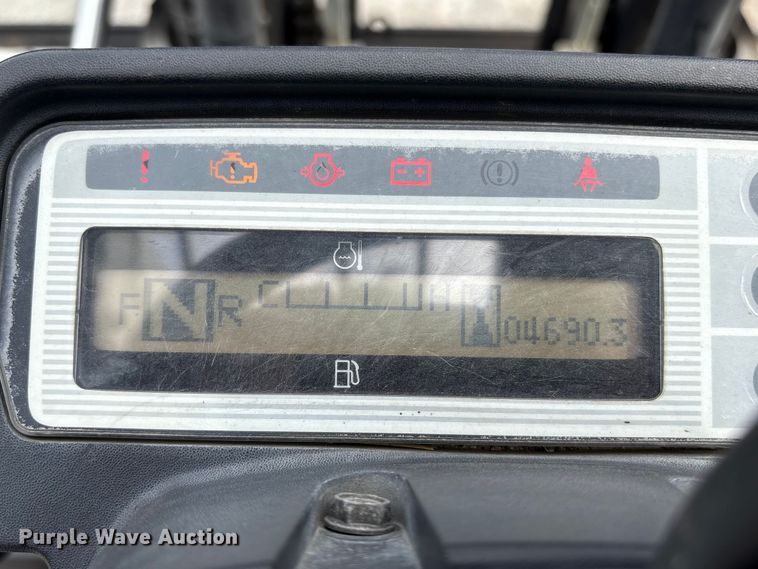 F N R C H 04690.3
Purple Wave Auction